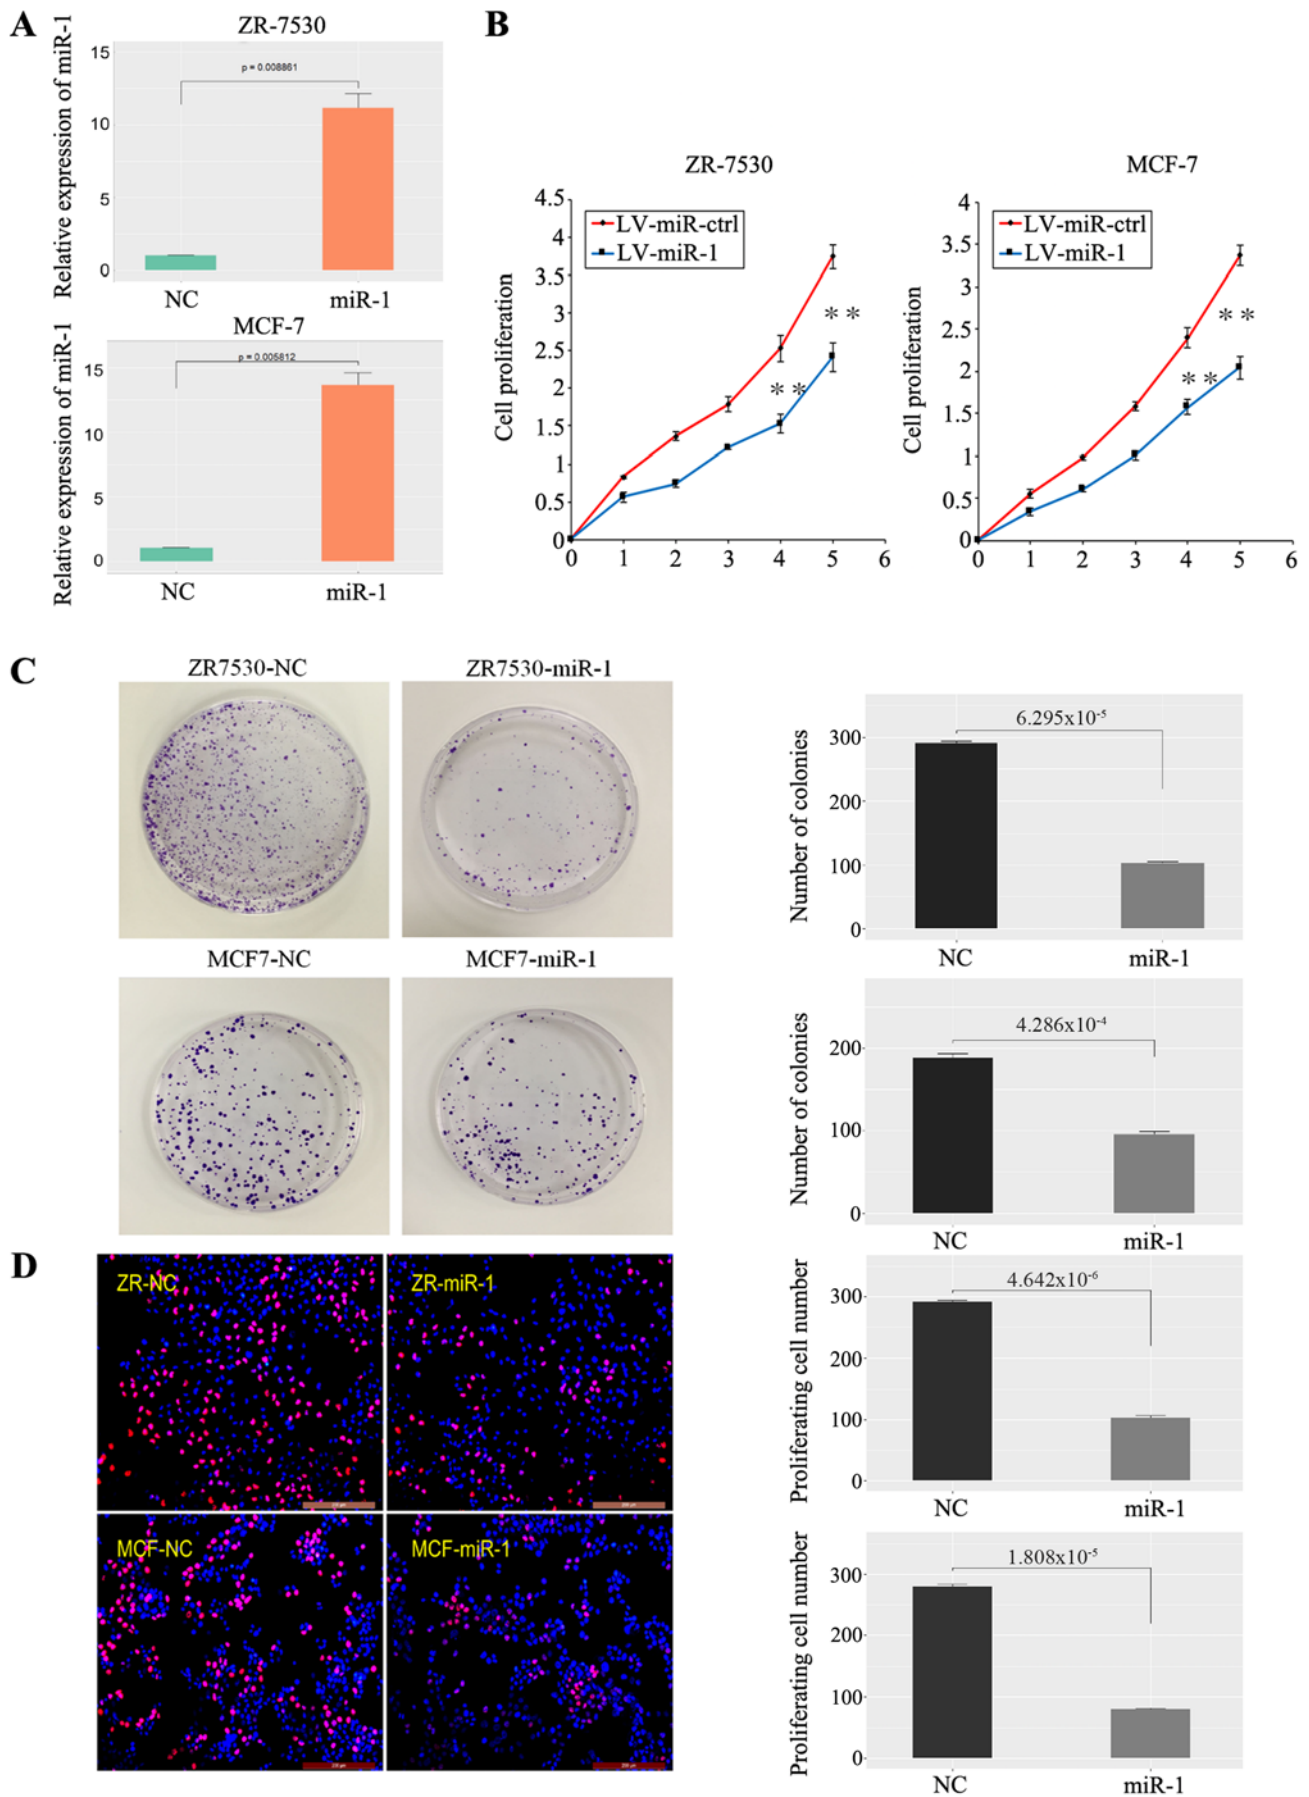 A
ZR-7530
Relative expression of miR-1
15
10
5
0
p = 0.008861
NC
miR-1
MCF-7
Relative expression of miR-1
15
10
5
0
p = 0.005812
NC
miR-1
B
ZR-7530
Cell proliferation
4.5
4
3.5
3
2.5
2
1.5
1
0.5
0
LV-miR-ctrl
LV-miR-1
* *
* *
0 1 2 3 4 5 6
MCF-7
Cell proliferation
4
3.5
3
2.5
2
1.5
1
0.5
0
LV-miR-ctrl
LV-miR-1
* *
* *
0 1 2 3 4 5 6
C
ZR7530-NC
ZR7530-miR-1
MCF7-NC
MCF7-miR-1
Number of colonies
300
200
100
0
6.295x10-5
NC
miR-1
Number of colonies
200
100
0
4.286x10-4
NC
miR-1
D
ZR-NC
ZR-miR-1
MCF-NC
MCF-miR-1
Proliferating cell number
300
200
100
0
4.642x10-6
NC
miR-1
Proliferating cell number
300
200
100
0
1.808x10-5
NC
miR-1